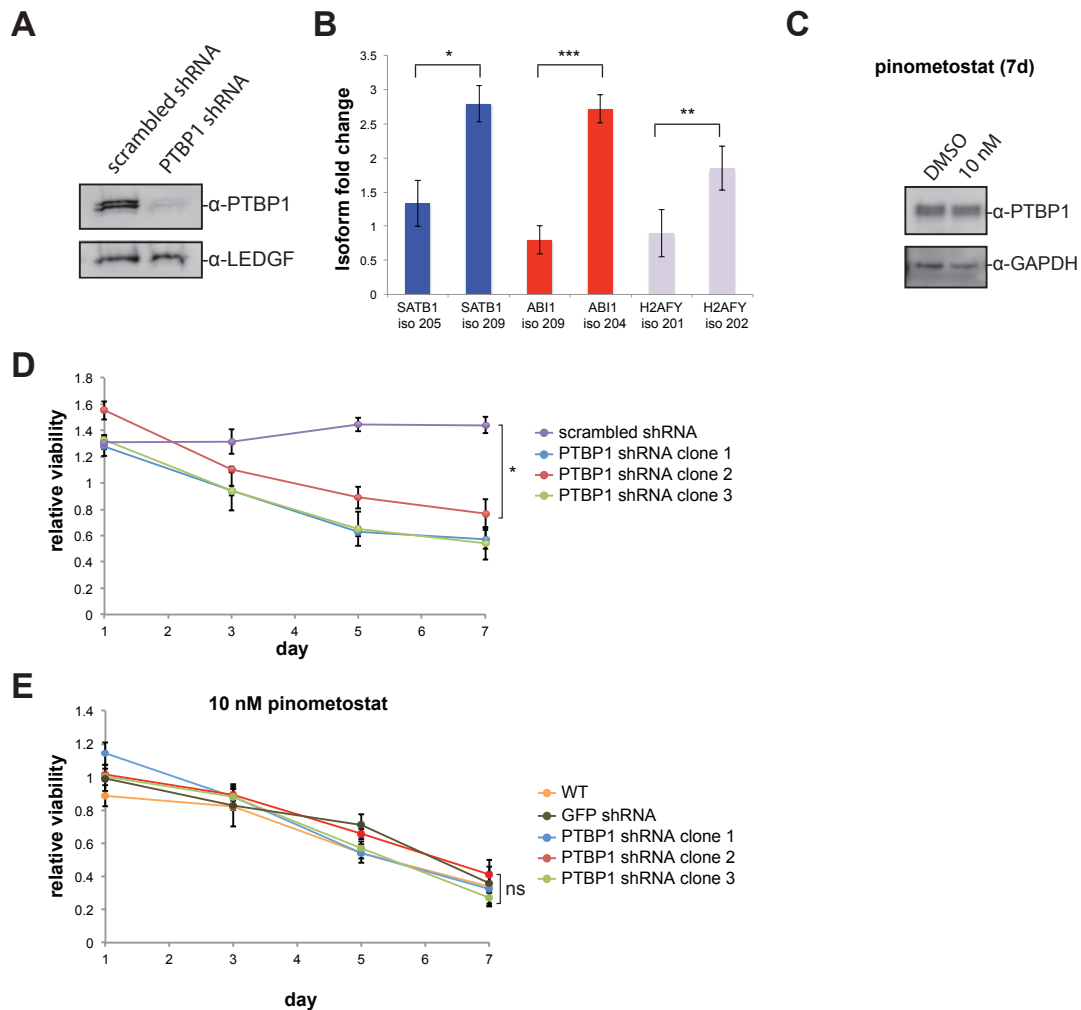 A
scrambled shRNA
PTBP1 shRNA
α-PTBP1
α-LEDGF
B
Isoform fold change
3.5
3
2.5
2
1.5
1
0.5
0
*
***
**
SATB1 iso 205
SATB1 iso 209
ABI1 iso 209
ABI1 iso 204
H2AFY iso 201
H2AFY iso 202
C
pinometostat (7d)
DMSO
10 nM
α-PTBP1
α-GAPDH
D
relative viability
1.8
1.6
1.4
1.2
1
0.8
0.6
0.4
0.2
0
1 2 3 4 5 6 7
day
*
scrambled shRNA
PTBP1 shRNA clone 1
PTBP1 shRNA clone 2
PTBP1 shRNA clone 3
E
10 nM pinometostat
relative viability
1.4
1.2
1
0.8
0.6
0.4
0.2
0
1 2 3 4 5 6 7
day
ns
WT
GFP shRNA
PTBP1 shRNA clone 1
PTBP1 shRNA clone 2
PTBP1 shRNA clone 3